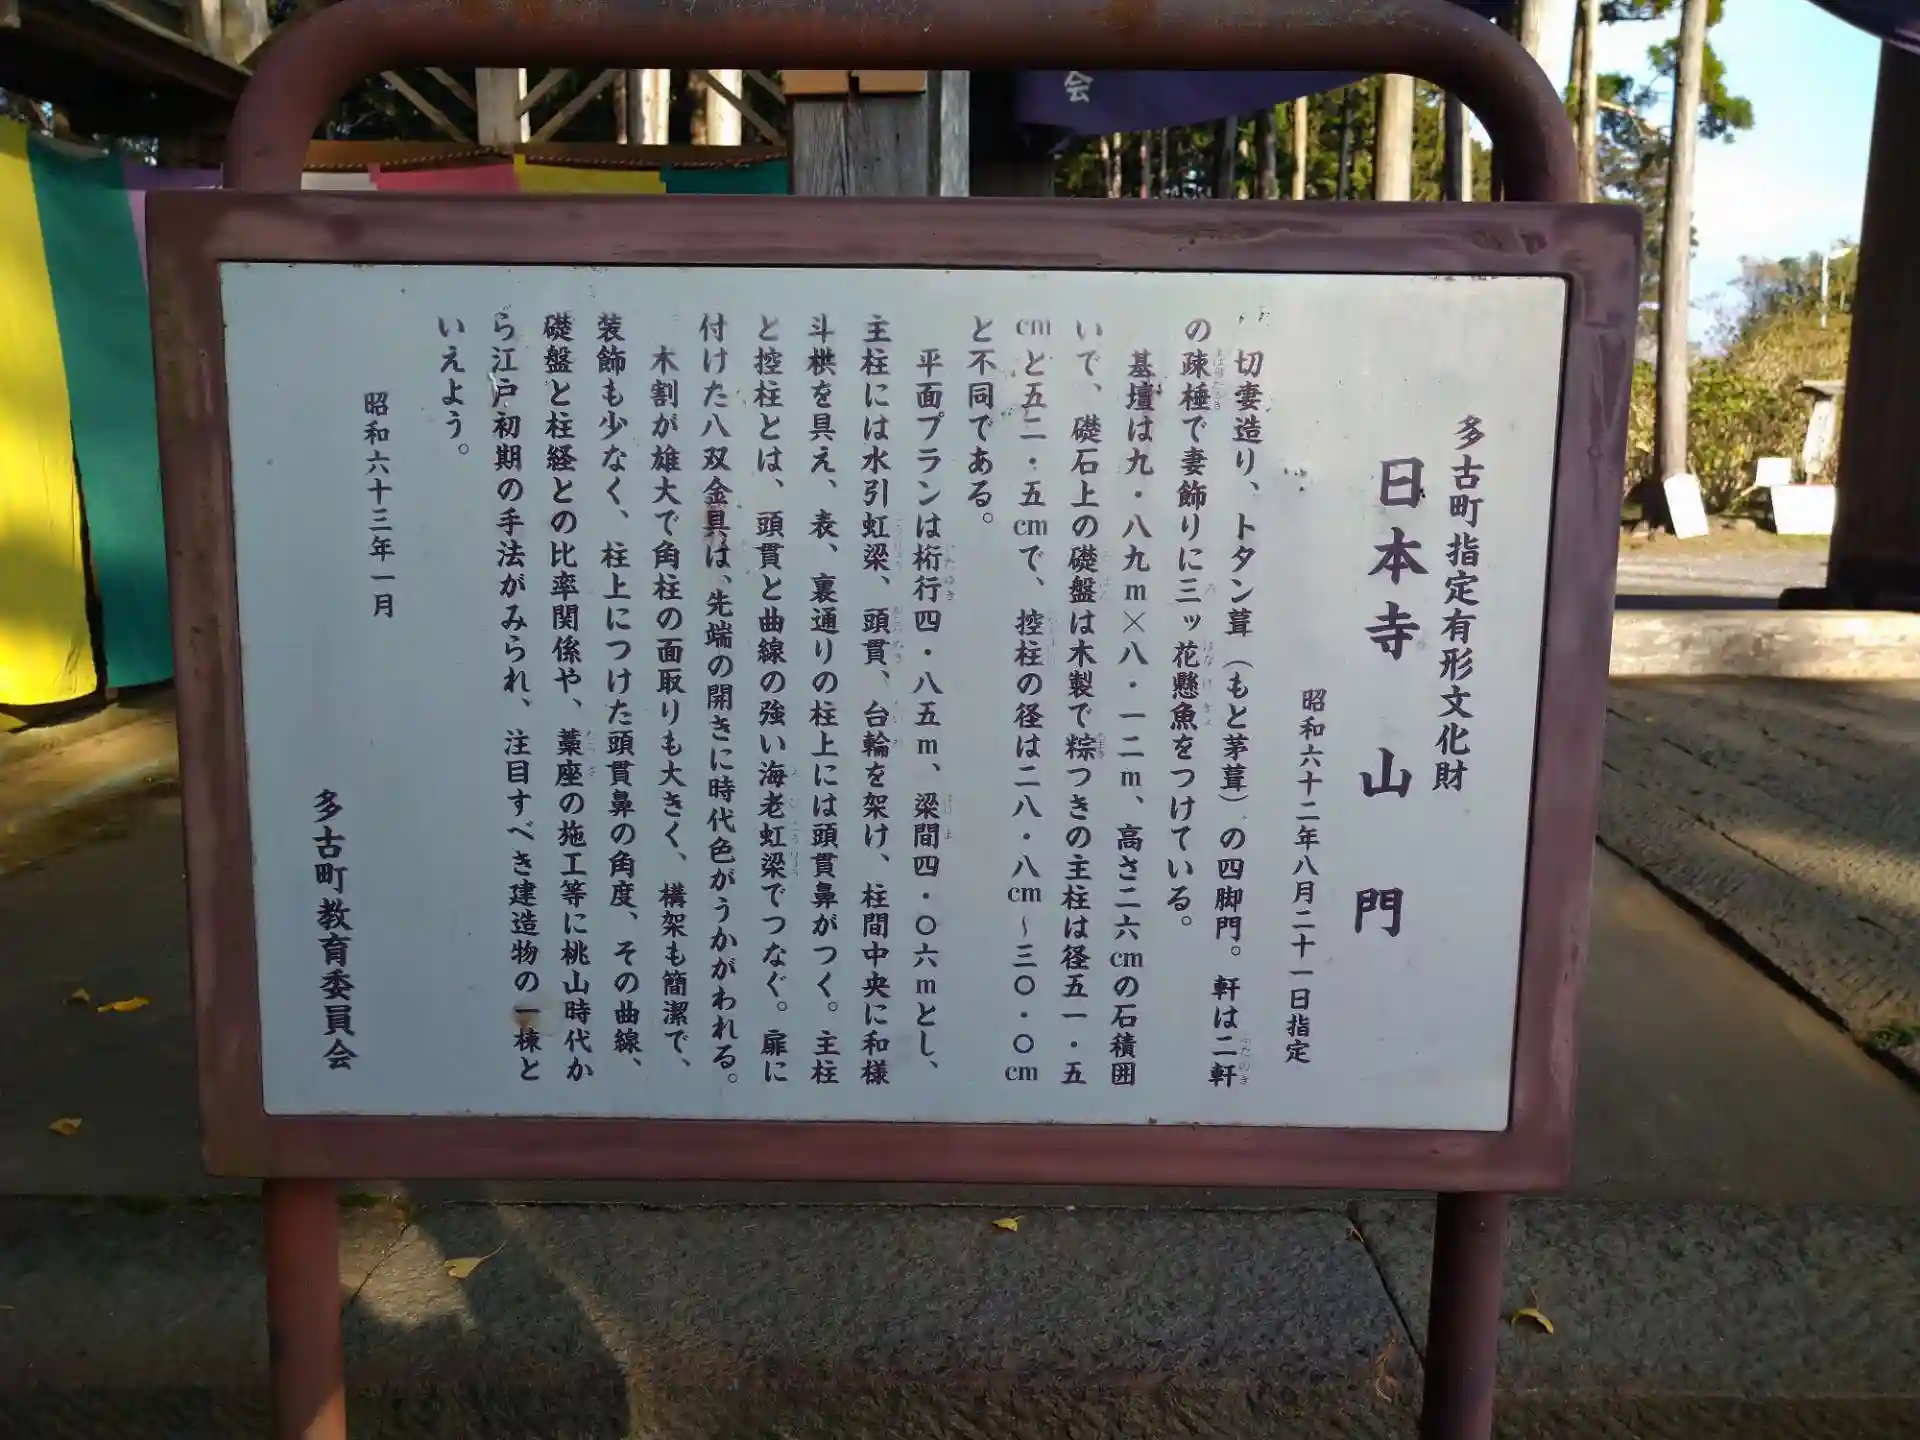 会
多古町指定有形文化財
日本寺 山門
昭和六十二年八月二十一日指定
切妻造り、トタン葺（もと茅葺）の四脚門。軒は二軒
の疎棰で妻飾りに三ッ花懸魚をつけている。
基壇は九・八九m×八・一二m、高さ二六cmの石積囲
いで、礎石上の礎盤は木製で粽つきの主柱は径五一・五
cmと五二・五cmで、控柱の径は二八・八cm～三〇・〇cm
と不同である。
平面プランは桁行四・八五m、梁間四・〇六mとし、
主柱には水引虹梁、頭貫、台輪を架け、柱間中央に和様
斗栱を具え、表、裏通りの柱上には頭貫鼻がつく。主柱
と控柱とは、頭貫と曲線の強い海老虹梁でつなぐ。扉に
付けた八双金具は、先端の開きに時代色がうかがわれる。
木割が雄大で角柱の面取りも大きく、構架も簡潔で、
装飾も少なく、柱上につけた頭貫鼻の角度、その曲線、
礎盤と柱経との比率関係や、藁座の施工等に桃山時代か
ら江戸初期の手法がみられ、注目すべき建造物の一棟と
いえよう。
昭和六十三年一月
多古町教育委員会